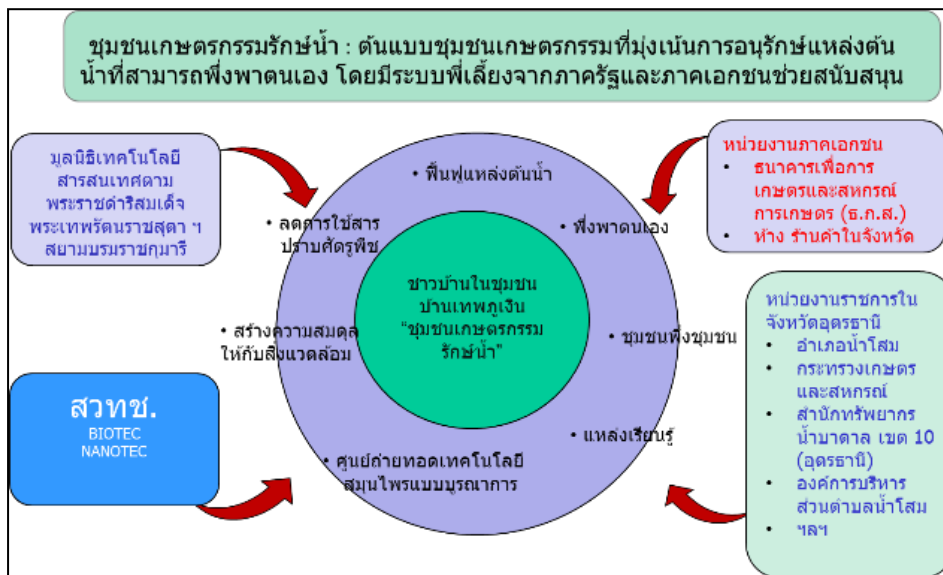 ชุมชนเกษตรกรรมรักษ์น้ำ : ต้นแบบชุมชนเกษตรกรรมที่มุ่งเน้นการอนุรักษ์แหล่งต้น
น้ำที่สามารถพึ่งพาตนเอง โดยมีระบบพี่เลี้ยงจากภาครัฐและภาคเอกชนช่วยสนับสนุน
มูลนิธิเทคโนโลยี
สารสนเทศตาม
พระราชดำริสมเด็จ
พระเทพรัตนราชสุดา ฯ
สยามบรมราชกุมารี
• ฟื้นฟูแหล่งต้นน้ำ
• ลดการใช้สาร
ปราบศัตรูพืช
• พึ่งพาตนเอง
หน่วยงานภาคเอกชน
• ธนาคารเพื่อการ
เกษตรและสหกรณ์
การเกษตร (ธ.ก.ส.)
• ห้าง ร้านค้าในจังหวัด
ชาวบ้านในชุมชน
บ้านเทพภูเงิน
“ชุมชนเกษตรกรรม
รักษ์น้ำ”
• สร้างความสมดุล
ให้กับสิ่งแวดล้อม
• ชุมชนพึ่งชุมชน
• แหล่งเรียนรู้
• ศูนย์ถ่ายทอดเทคโนโลยี
สมุนไพรแบบบูรณาการ
สวทช.
BIOTEC
NANOTEC
หน่วยงานราชการใน
จังหวัดอุดรธานี
• อำเภอน้ำโสม
• กระทรวงเกษตร
และสหกรณ์
• สำนักทรัพยากร
น้ำบาดาล เขต 10
(อุดรธานี)
• องค์การบริหาร
ส่วนตำบลน้ำโสม
• ฯลฯ